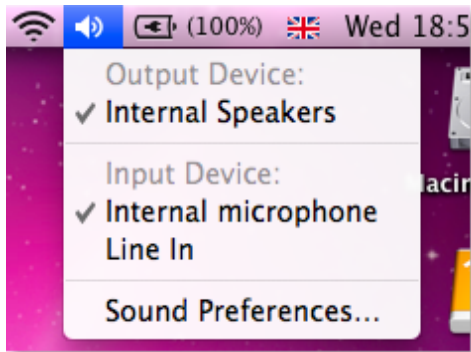 (100%) Wed 18:5
Output Device:
Internal Speakers
Input Device:
Internal microphone
Line In
Sound Preferences...